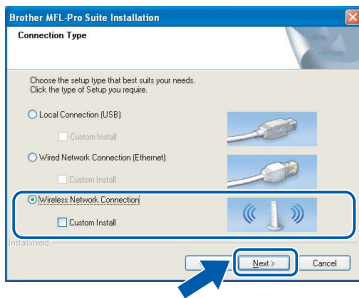 Brother MFL-Pro Suite Installation
Connection Type
Choose the setup type that best suits your needs.
Click the type of Setup you require.
Local Connection (USB)
Custom Install
Wired Network Connection (Ethernet)
Custom Install
Wireless Network Connection
Custom Install
InstallShield
Next >
Cancel